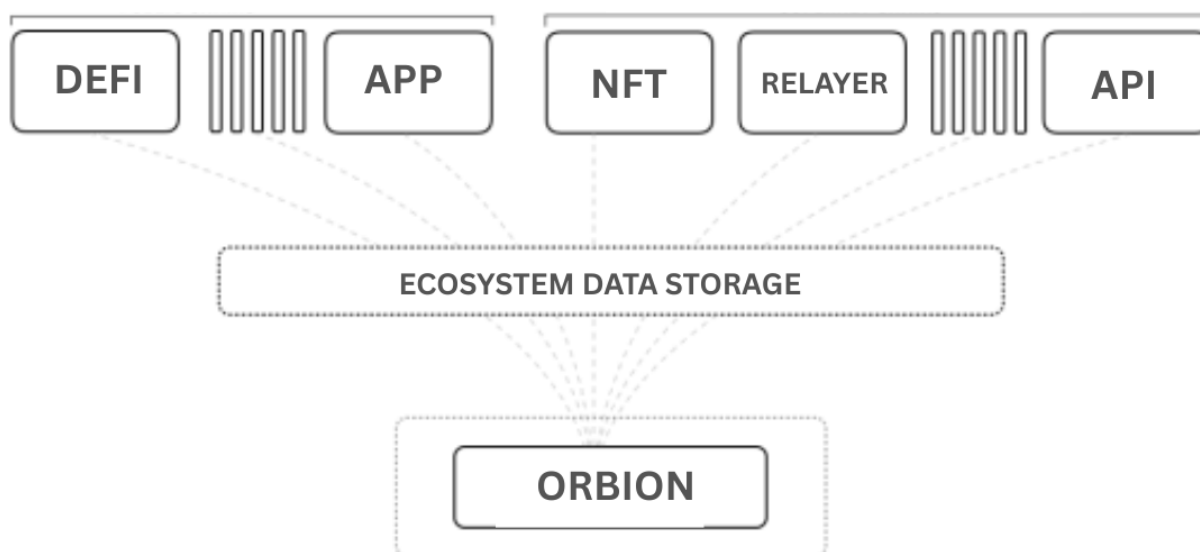 DEFI
APP
NFT
RELAYER
API
ECOSYSTEM DATA STORAGE
ORBION